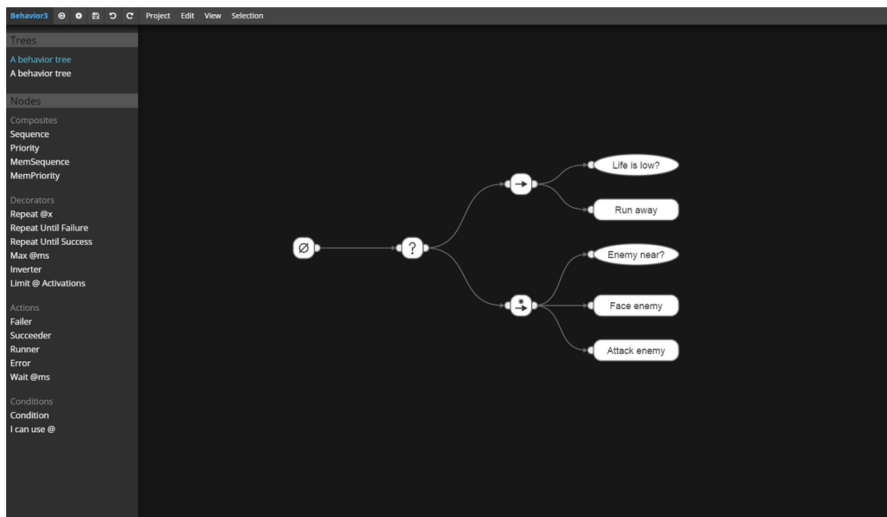 Behavior3 Project Edit View Selection
Trees
A behavior tree
A behavior tree
Nodes
Composites
Sequence
Priority
MemSequence
MemPriority
Decorators
Repeat @x
Repeat Until Failure
Repeat Until Success
Max @ms
Inverter
Limit @ Activations
Actions
Failer
Succeeder
Runner
Error
Wait @ms
Conditions
Condition
I can use @
?
Life is low?
Run away
Enemy near?
Face enemy
Attack enemy